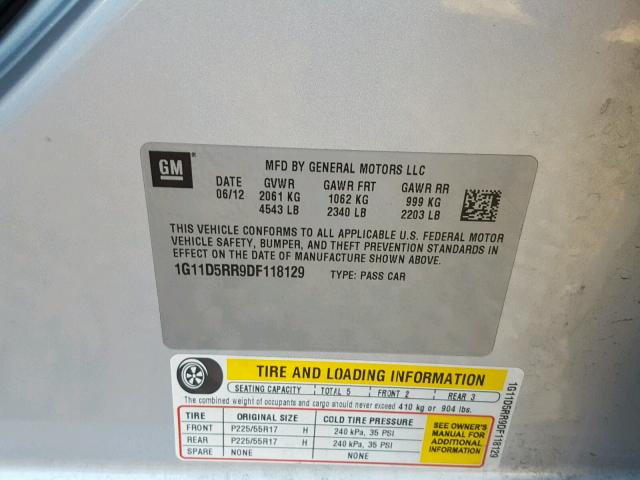 GM
MFD BY GENERAL MOTORS LLC
DATE GVWR GAWR FRT GAWR RR
06/12 2061 KG 1062 KG 999 KG
4543 LB 2340 LB 2203 LB
THIS VEHICLE CONFORMS TO ALL APPLICABLE U.S. FEDERAL MOTOR
VEHICLE SAFETY, BUMPER, AND THEFT PREVENTION STANDARDS IN
EFFECT ON THE DATE OF MANUFACTURE SHOWN ABOVE.
1G11D5RR9DF118129 TYPE: PASS CAR
TIRE AND LOADING INFORMATION
SEATING CAPACITY TOTAL 5 FRONT 2 REAR 3
The combined weight of occupants and cargo should never exceed 410 kg or 904 lbs.
TIRE ORIGINAL SIZE COLD TIRE PRESSURE
FRONT P225/55R17 H 240 kPa, 35 PSI
REAR P225/55R17 H 240 kPa, 35 PSI
SPARE NONE NONE
SEE OWNER'S
MANUAL FOR
ADDITIONAL
INFORMATION
1G11D5RR9DF118129